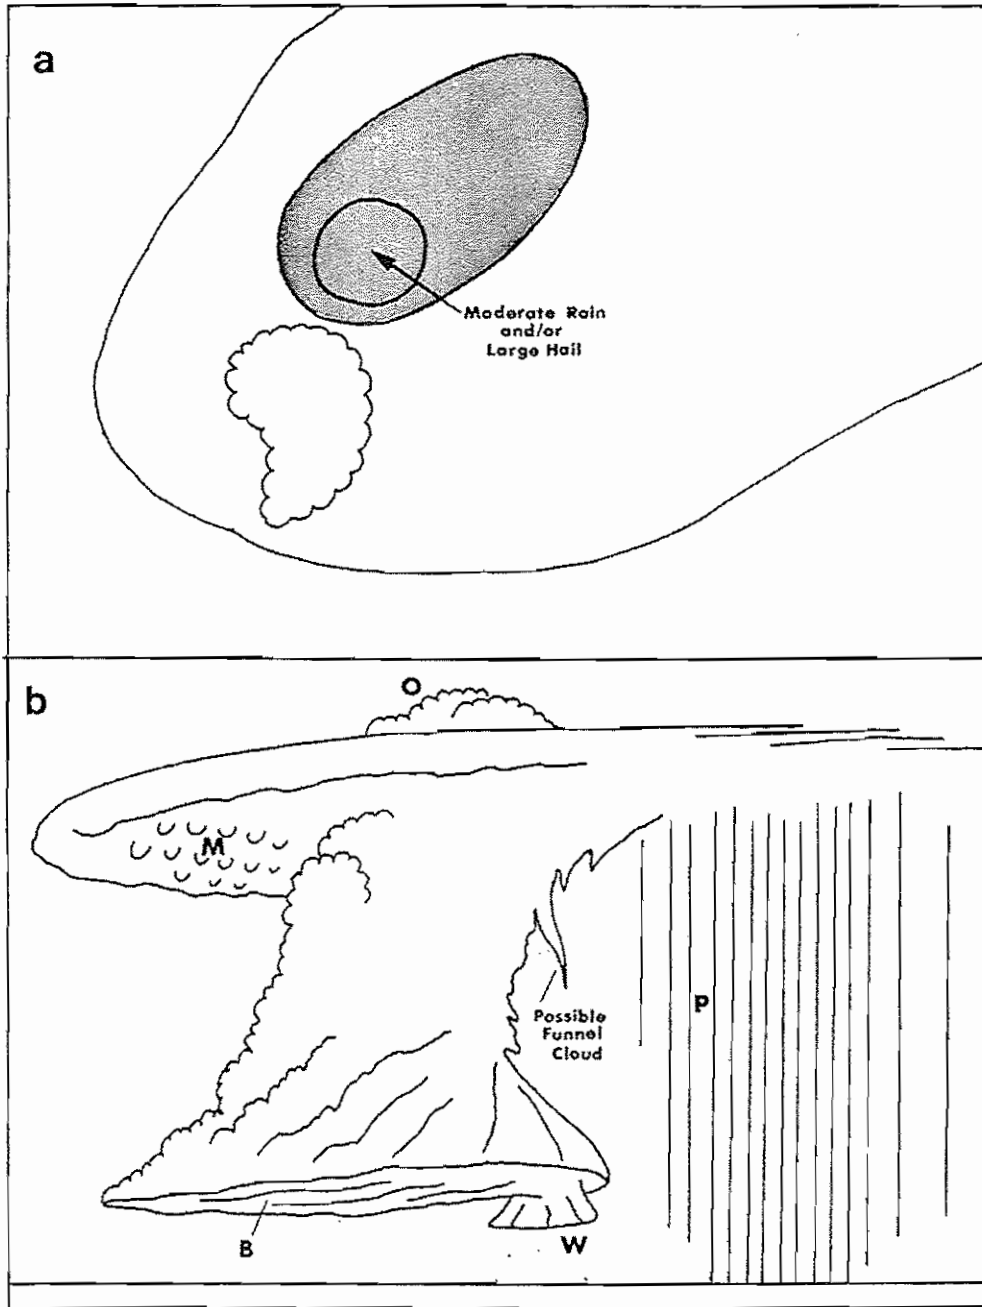 a
Moderate Rain
and/or
Large Hail
b
O
M
P
Possible
Funnel
Cloud
B
W